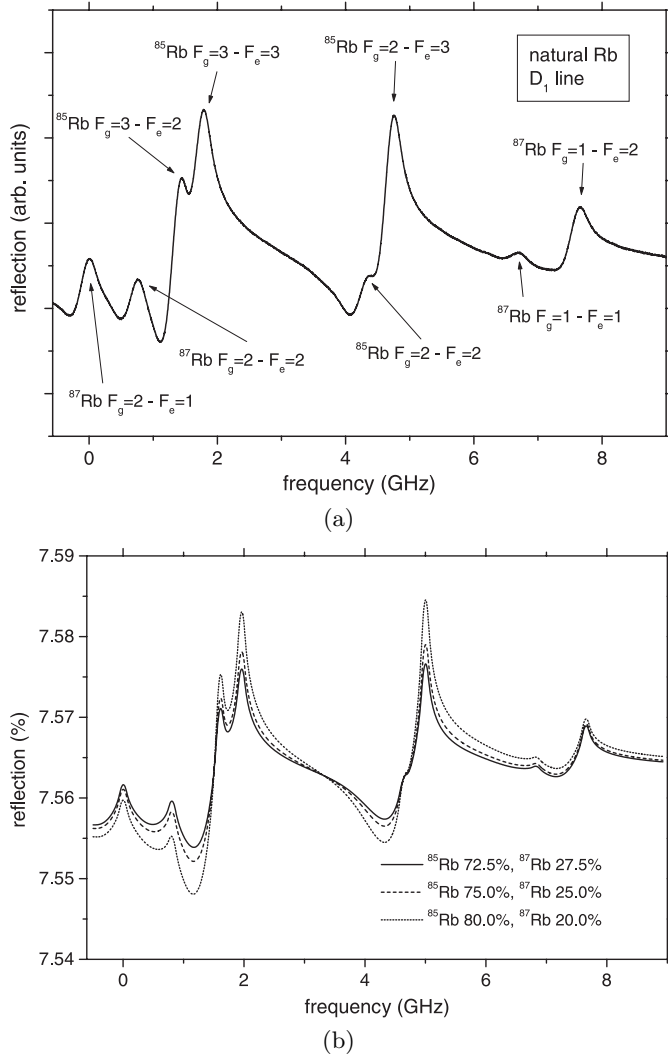 ⁸⁵Rb F_g=3 – F_e=3
⁸⁵Rb F_g=2 – F_e=3
natural Rb
D₁ line
⁸⁵Rb F_g=3 – F_e=2
⁸⁷Rb F_g=1 – F_e=2
reflection (arb. units)
⁸⁷Rb F_g=1 – F_e=1
⁸⁷Rb F_g=2 – F_e=2
⁸⁵Rb F_g=2 – F_e=2
⁸⁷Rb F_g=2 – F_e=1
0 2 4 6 8
frequency (GHz)
(a)
7.59
7.58
7.57
7.56
7.55
7.54
reflection (%)
⁸⁵Rb 72.5%, ⁸⁷Rb 27.5%
⁸⁵Rb 75.0%, ⁸⁷Rb 25.0%
⁸⁵Rb 80.0%, ⁸⁷Rb 20.0%
0 2 4 6 8
frequency (GHz)
(b)